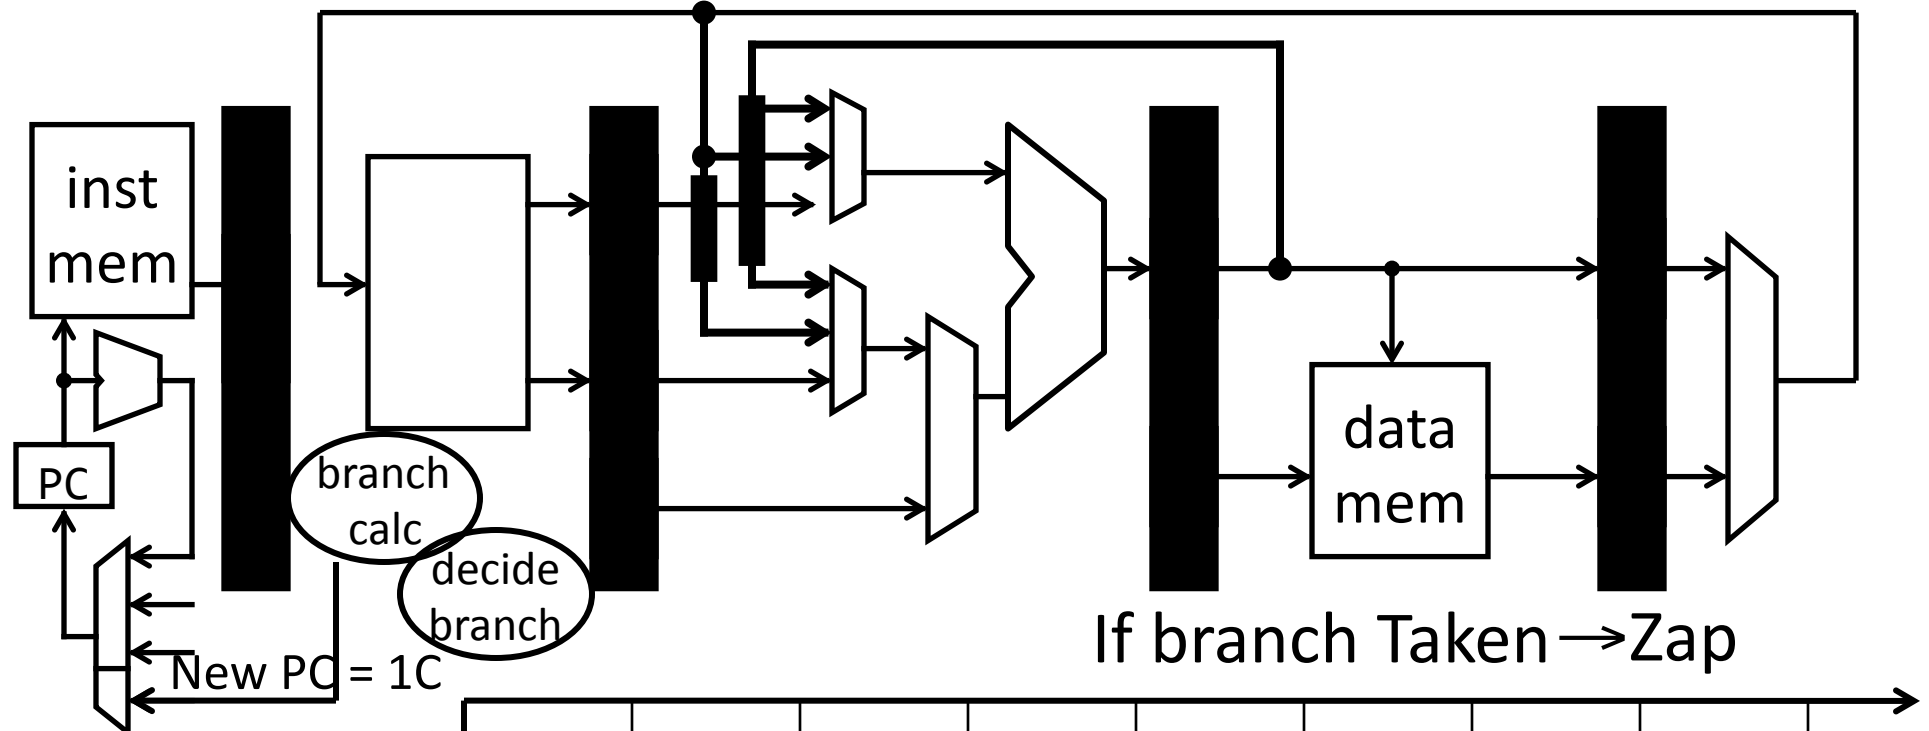 inst
mem
PC
branch
calc
decide
branch
data
mem
If branch Taken → Zap
New PC = 1C